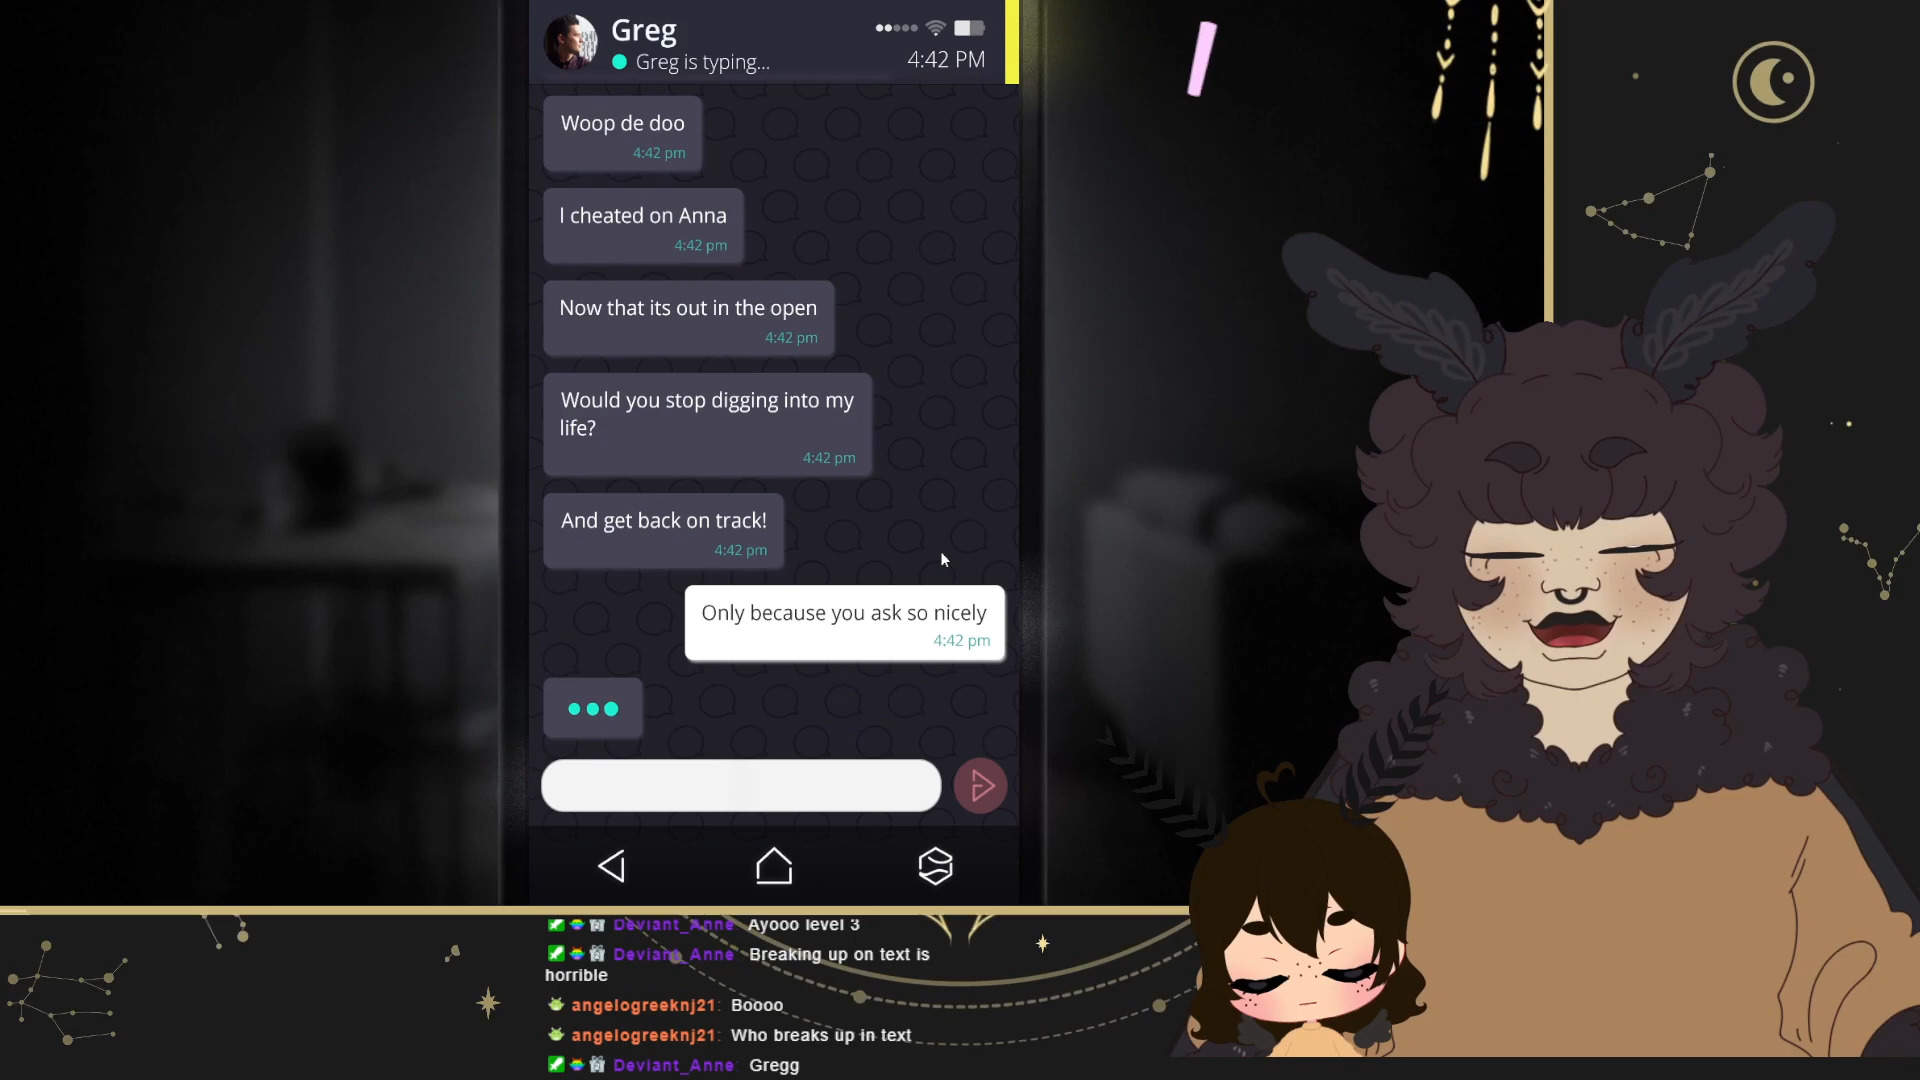 Greg
Greg is typing...
4:42 PM
Woop de doo
4:42 pm
I cheated on Anna
4:42 pm
Now that its out in the open
4:42 pm
Would you stop digging into my
life?
4:42 pm
And get back on track!
4:42 pm
Only because you ask so nicely
4:42 pm
Deviant_Anne: Ayooo level 3
Deviant_Anne: Breaking up on text is
horrible
angelogreeknj21: Boooo
angelogreeknj21: Who breaks up in text
Deviant_Anne: Gregg